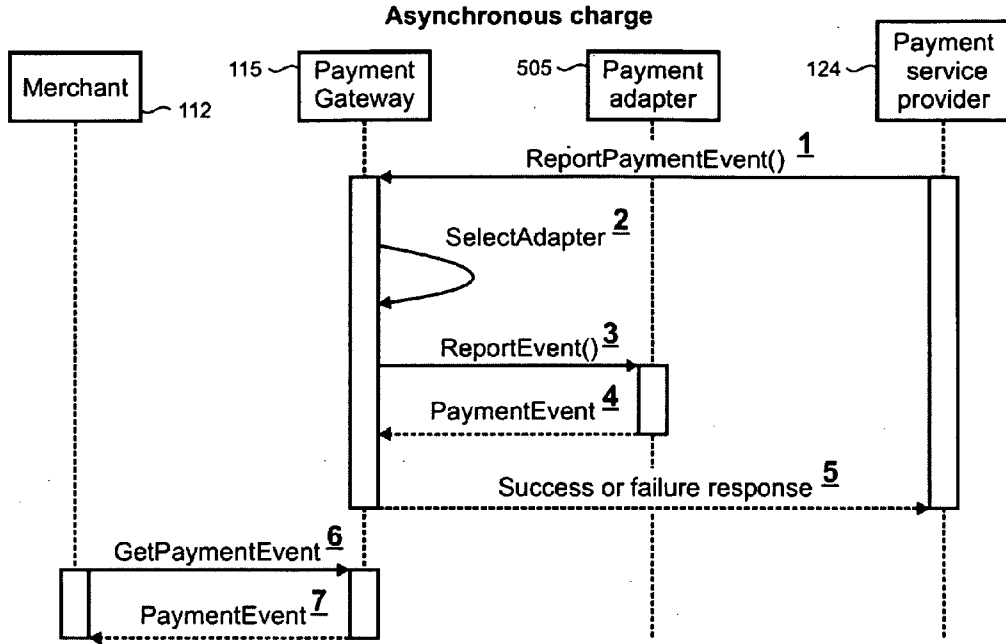 Asynchronous charge
Merchant
112
115
Payment
Gateway
505
Payment
adapter
124
Payment
service
provider
ReportPaymentEvent() 1
SelectAdapter 2
ReportEvent() 3
PaymentEvent 4
Success or failure response 5
GetPaymentEvent 6
PaymentEvent 7